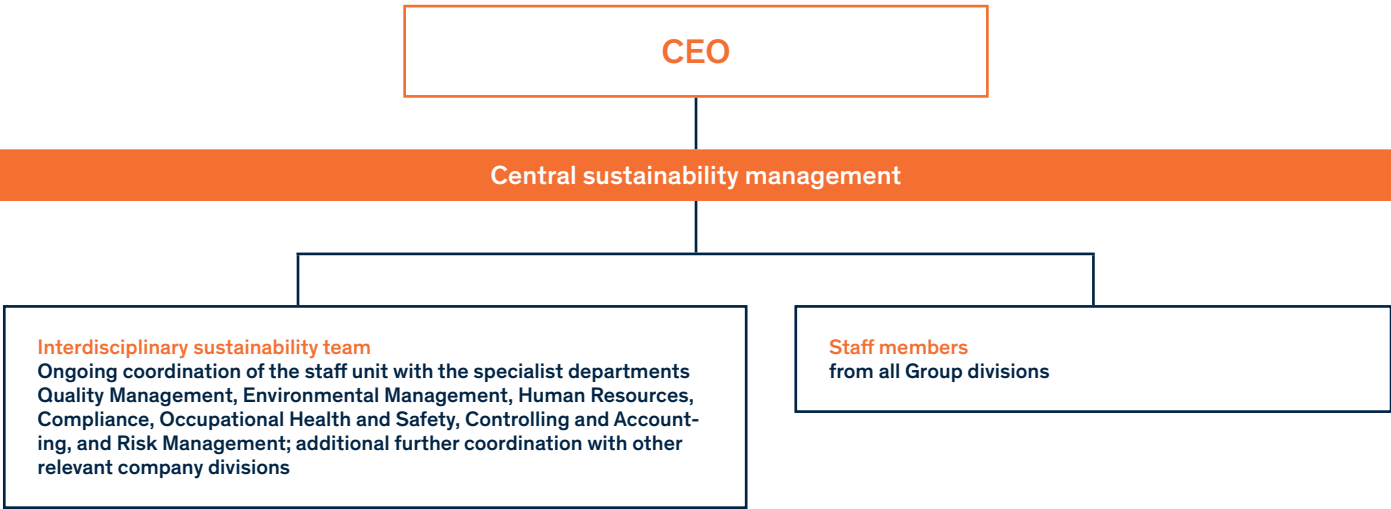 CEO
Central sustainability management
Interdisciplinary sustainability team
Ongoing coordination of the staff unit with the specialist departments
Quality Management, Environmental Management, Human Resources,
Compliance, Occupational Health and Safety, Controlling and Account-
ing, and Risk Management; additional further coordination with other
relevant company divisions
Staff members
from all Group divisions